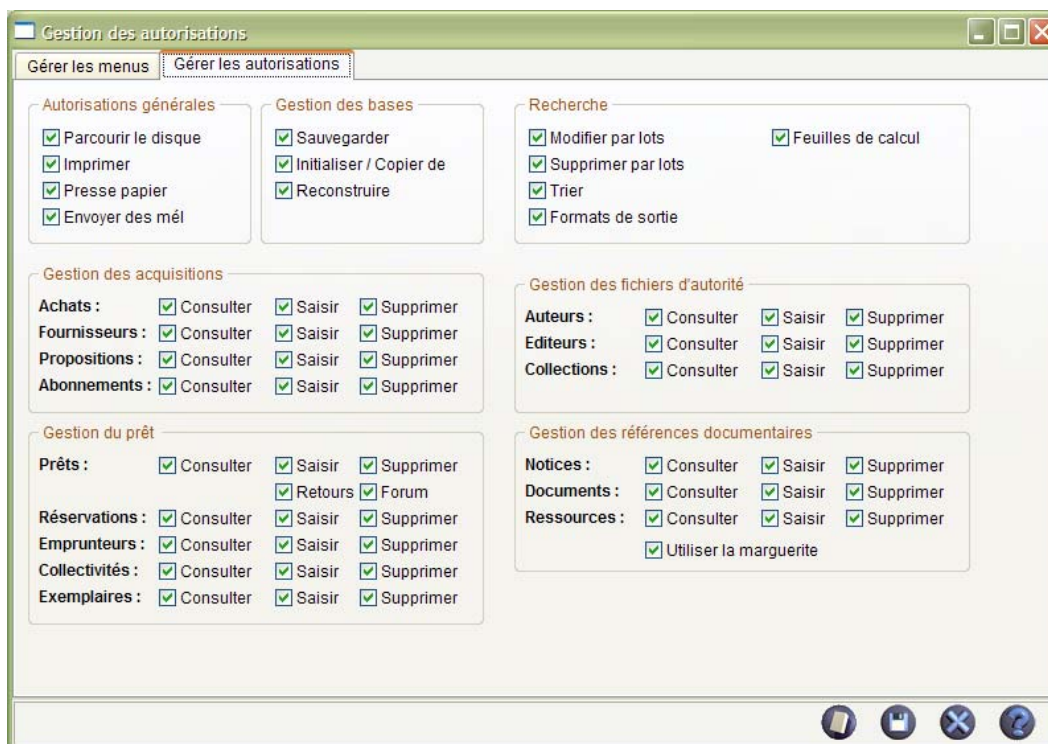 Gestion des autorisations
Gérer les menus Gérer les autorisations
Autorisations générales
Parcourir le disque
Imprimer
Presse papier
Envoyer des mél
Gestion des bases
Sauvegarder
Initialiser / Copier de
Reconstruire
Recherche
Modifier par lots Feuilles de calcul
Supprimer par lots
Trier
Formats de sortie
Gestion des acquisitions
Achats : Consulter Saisir Supprimer
Fournisseurs : Consulter Saisir Supprimer
Propositions : Consulter Saisir Supprimer
Abonnements : Consulter Saisir Supprimer
Gestion des fichiers d'autorité
Auteurs : Consulter Saisir Supprimer
Editeurs : Consulter Saisir Supprimer
Collections : Consulter Saisir Supprimer
Gestion du prêt
Prêts : Consulter Saisir Supprimer
Retours Forum
Réservations : Consulter Saisir Supprimer
Emprunteurs : Consulter Saisir Supprimer
Collectivités : Consulter Saisir Supprimer
Exemplaires : Consulter Saisir Supprimer
Gestion des références documentaires
Notices : Consulter Saisir Supprimer
Documents : Consulter Saisir Supprimer
Ressources : Consulter Saisir Supprimer
Utiliser la marguerite